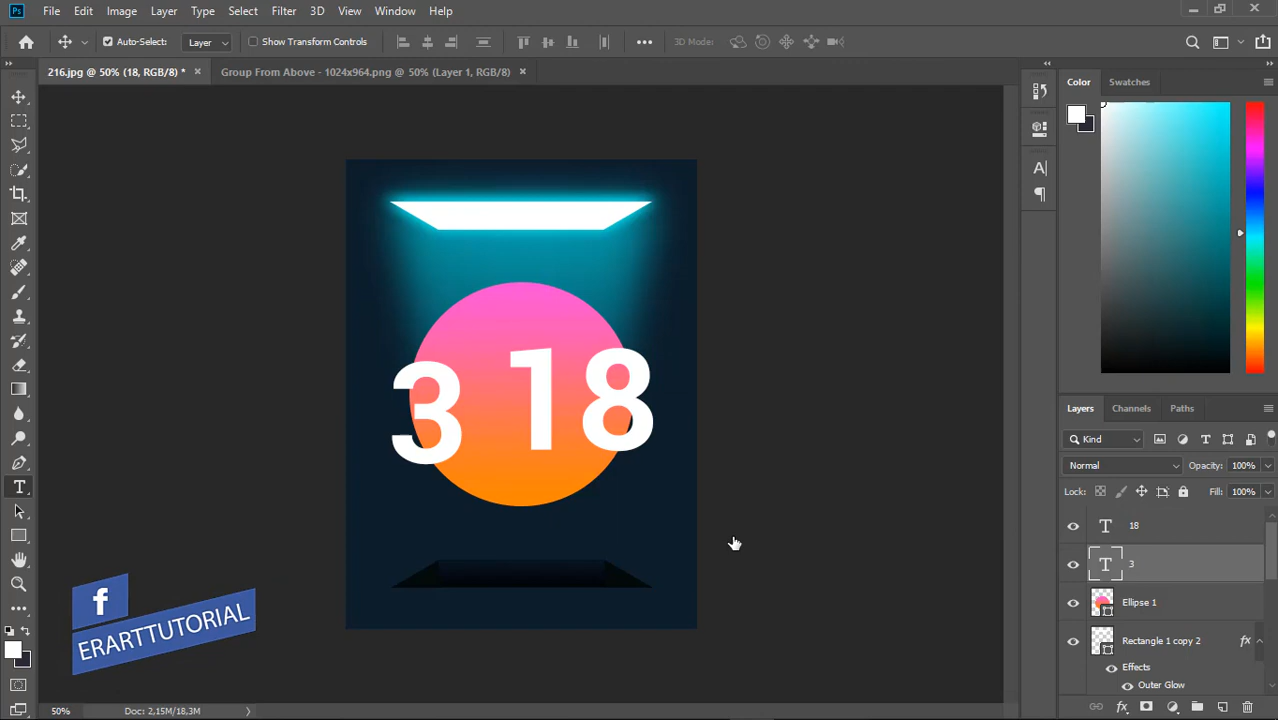 Ps File Edit Image Layer Type Select Filter 3D View Window Help
Auto-Select: Layer Show Transform Controls 3D Mode:
216.jpg @ 50% (18, RGB/8) * × Group From Above - 1024x964.png @ 50% (Layer 1, RGB/8) ×
Color Swatches
3 18
Layers Channels Paths
Kind
Normal Opacity: 100%
Lock: Fill: 100%
T 18
T 3
Ellipse 1
Rectangle 1 copy 2 fx
Effects
Outer Glow
f
ERARTTUTORIAL
50% Doc: 2,15M/18,3M